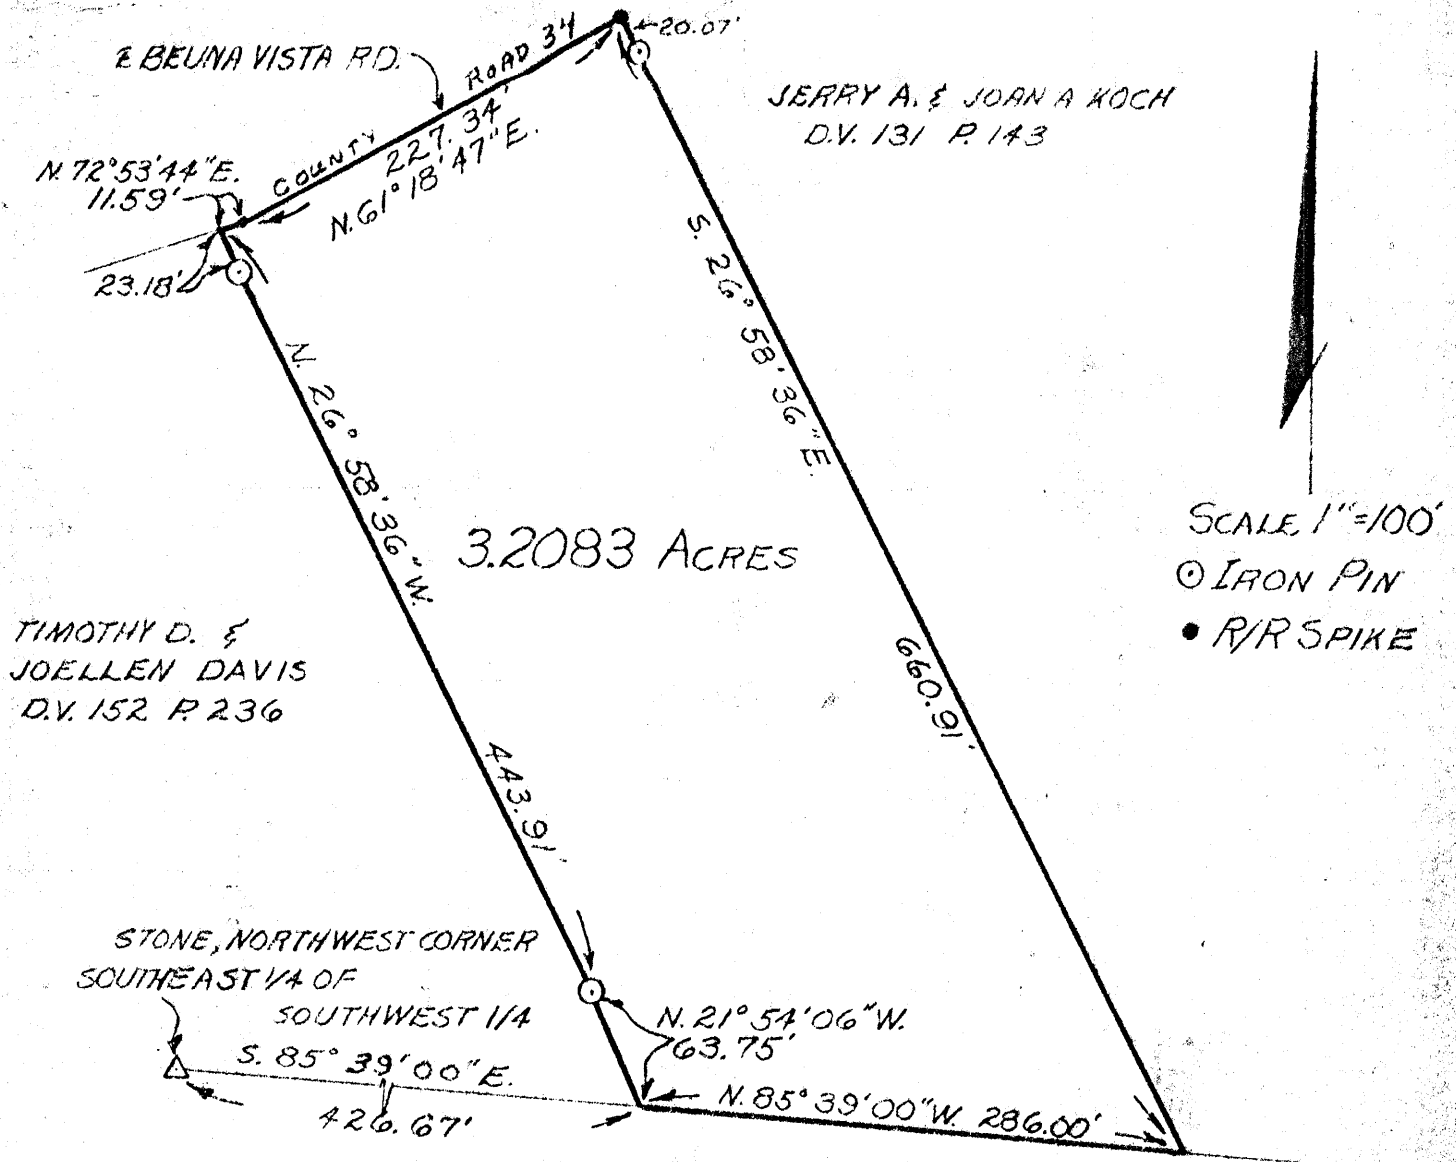 20.07'
℄ BEUNA VISTA RD.
COUNTY ROAD 34
227.34'
N. 61° 18' 47" E.
JERRY A. & JOAN A KOCH
D.V. 131 P. 143
N. 72° 53' 44" E.
11.59'
23.18'
S. 26° 58' 36" E.
660.91'
N. 26° 58' 36" W.
443.91'
3.2083 ACRES
SCALE 1"=100'
IRON PIN
R/R SPIKE
TIMOTHY D. &
JOELLEN DAVIS
D.V. 152 P. 236
STONE, NORTHWEST CORNER
SOUTHEAST 1/4 OF
SOUTHWEST 1/4
S. 85° 39' 00" E.
426.67'
N. 21° 54' 06" W.
63.75'
N. 85° 39' 00" W. 286.00'